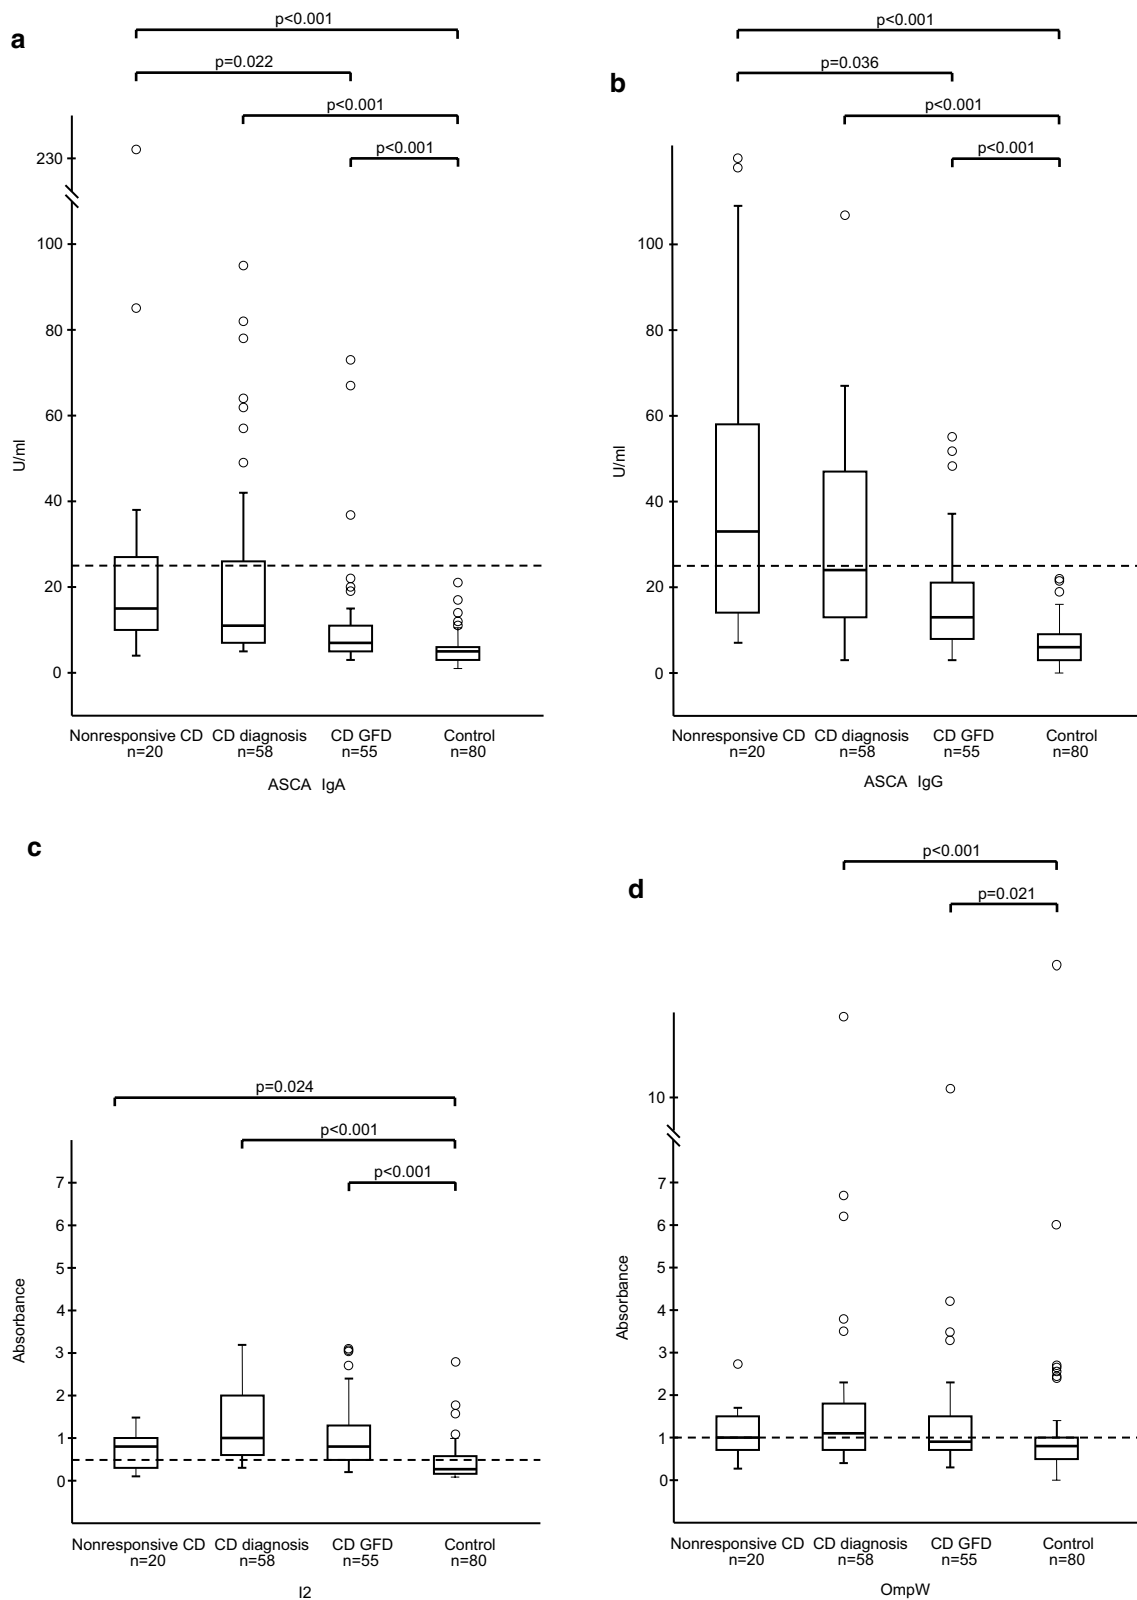 a
p<0.001
p=0.022
p<0.001
p<0.001
230
100
80
60
40
20
0
U/ml
Nonresponsive CD CD diagnosis CD GFD Control
n=20 n=58 n=55 n=80
ASCA IgA
b
p<0.001
p=0.036
p<0.001
p<0.001
100
80
60
40
20
0
U/ml
Nonresponsive CD CD diagnosis CD GFD Control
n=20 n=58 n=55 n=80
ASCA IgG
c
p=0.024
p<0.001
p<0.001
7
6
5
4
3
2
1
0
Absorbance
Nonresponsive CD CD diagnosis CD GFD Control
n=20 n=58 n=55 n=80
I2
d
p<0.001
p=0.021
10
7
6
5
4
3
2
1
0
Absorbance
Nonresponsive CD CD diagnosis CD GFD Control
n=20 n=58 n=55 n=80
OmpW